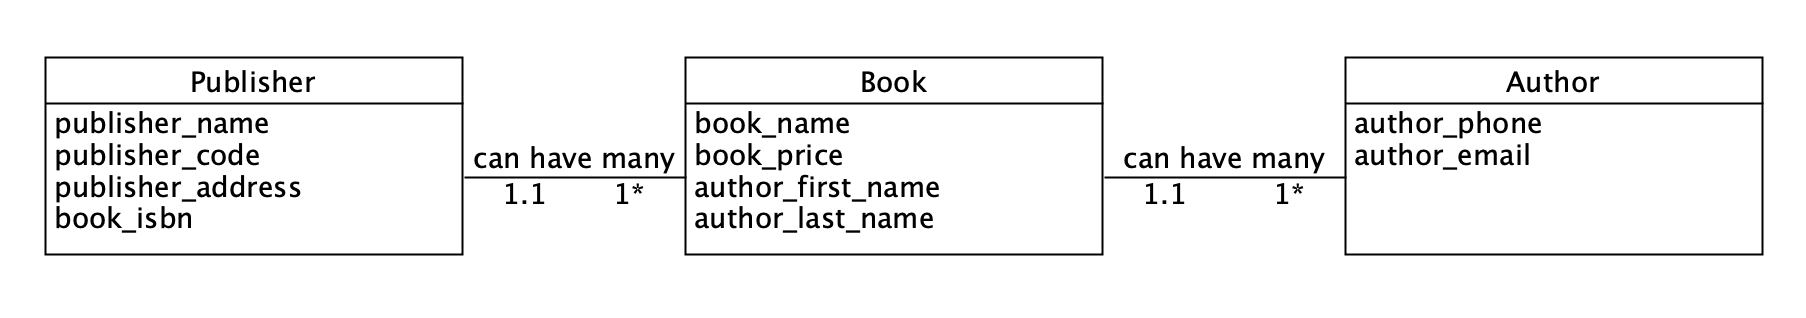 Publisher
publisher_name
publisher_code
publisher_address
book_isbn
can have many
1.1 1*
Book
book_name
book_price
author_first_name
author_last_name
can have many
1.1 1*
Author
author_phone
author_email